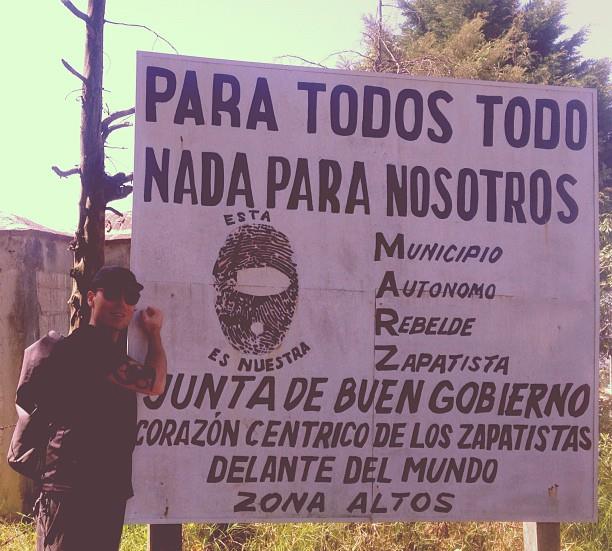 PARA TODOS TODO
NADA PARA NOSOTROS
ESTA
ES NUESTRA
MUNICIPIO
AUTONOMO
REBELDE
ZAPATISTA
JUNTA DE BUEN GOBIERNO
CORAZÓN CENTRICO DE LOS ZAPATISTAS
DELANTE DEL MUNDO
ZONA ALTOS